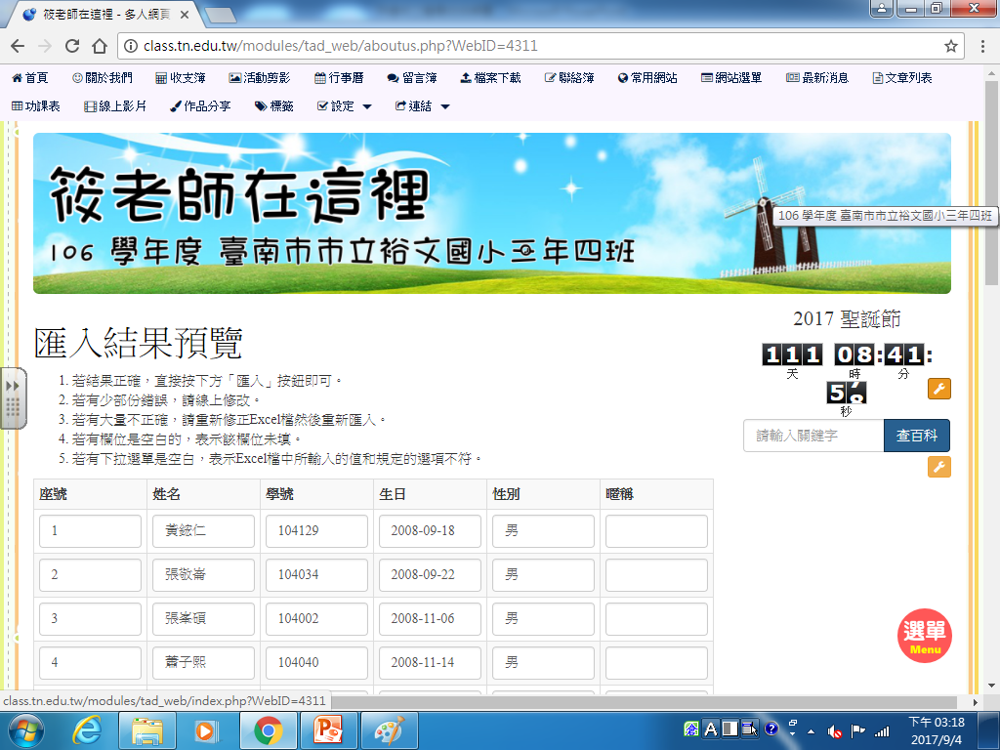 筱老師在這裡 - 多人網頁
class.tn.edu.tw/modules/tad_web/aboutus.php?WebID=4311
首頁 關於我們 收支簿 活動剪影 行事曆 留言簿 檔案下載 聯絡簿 常用網站 網站選單 最新消息 文章列表
功課表 線上影片 作品分享 標籤 設定 連結
筱老師在這裡
106 學年度 臺南市市立裕文國小三年四班
106 學年度 臺南市市立裕文國小三年四班
匯入結果預覽
1. 若結果正確，直接按下方「匯入」按鈕即可。
2. 若有少部份錯誤，請線上修改。
3. 若有大量不正確，請重新修正Excel檔然後重新匯入。
4. 若有欄位是空白的，表示該欄位未填。
5. 若有下拉選單是空白，表示Excel檔中所輸入的值和規定的選項不符。
2017 聖誕節
111 08:41:
天 時 分
秒
請輸入關鍵字 查百科
座號 姓名 學號 生日 性別 暱稱
1 黃鋐仁 104129 2008-09-18 男
2 張敬崙 104034 2008-09-22 男
3 張峯碩 104002 2008-11-06 男
4 蕭子熙 104040 2008-11-14 男
選單
Menu
class.tn.edu.tw/modules/tad_web/index.php?WebID=4311
下午 03:18
2017/9/4